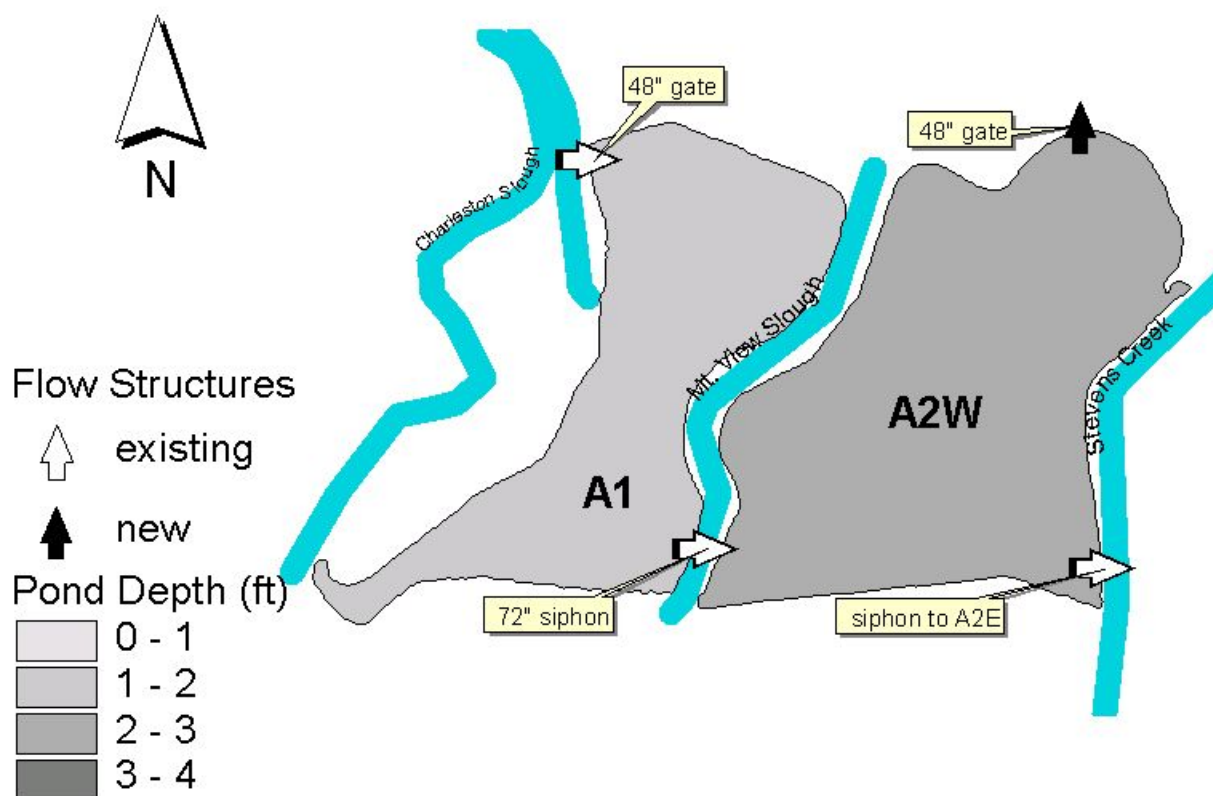 48" gate
48" gate
N
Charleston Slough
Mt. View Slough
Stevens Creek
A2W
A1
72" siphon
siphon to A2E
Flow Structures
existing
new
Pond Depth (ft)
0 - 1
1 - 2
2 - 3
3 - 4